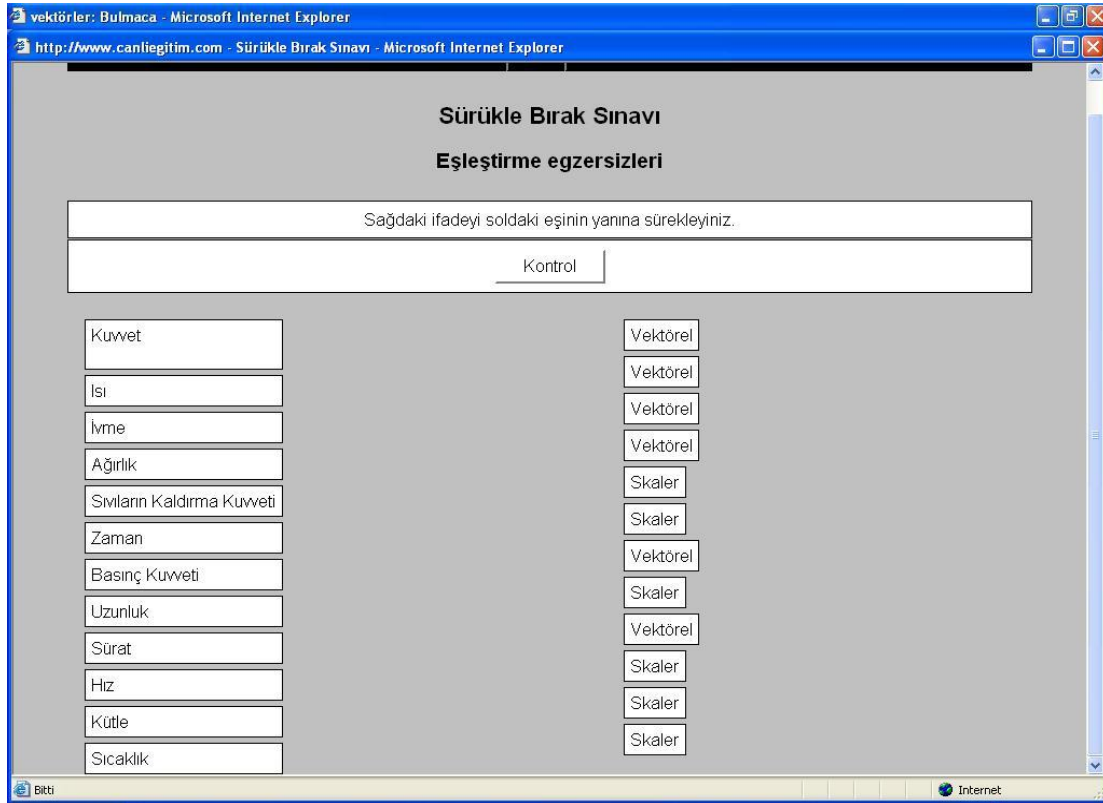 vektörler: Bulmaca - Microsoft Internet Explorer
http://www.canliegitim.com - Sürükle Bırak Sınavı - Microsoft Internet Explorer
Sürükle Bırak Sınavı
Eşleştirme egzersizleri
Sağdaki ifadeyi soldaki eşinin yanına sürekleyiniz.
Kontrol
Kuvvet
Isı
İvme
Ağırlık
Sıvıların Kaldırma Kuvveti
Zaman
Basınç Kuvveti
Uzunluk
Sürat
Hız
Kütle
Sıcaklık
Vektörel
Vektörel
Vektörel
Vektörel
Skaler
Skaler
Vektörel
Skaler
Vektörel
Skaler
Skaler
Skaler
Bitti
Internet